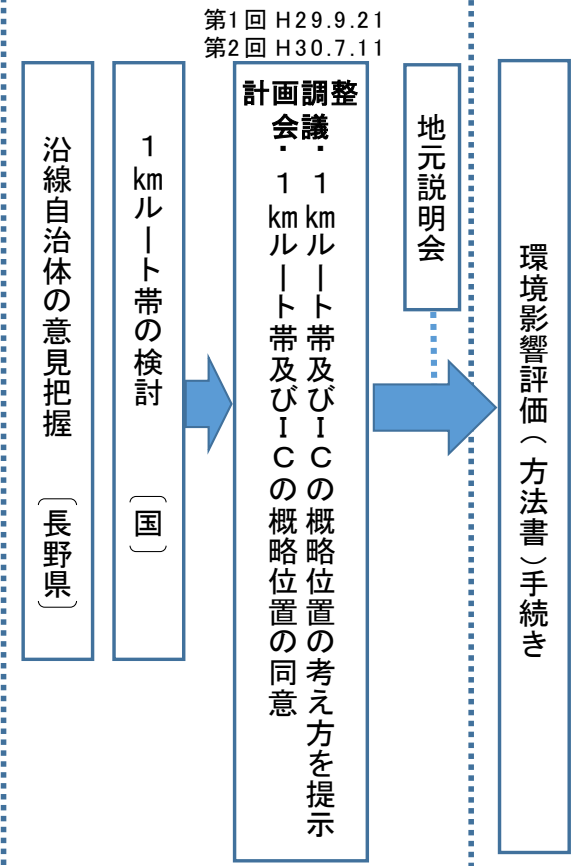 第1回 H29.9.21
第2回 H30.7.11
沿線自治体の意見把握 〔長野県〕
1kmルート帯の検討 〔国〕
計画調整
会議
・1kmルート帯及びICの概略位置の考え方を提示
・1kmルート帯及びICの概略位置の同意
地元説明会
環境影響評価(方法書)手続き